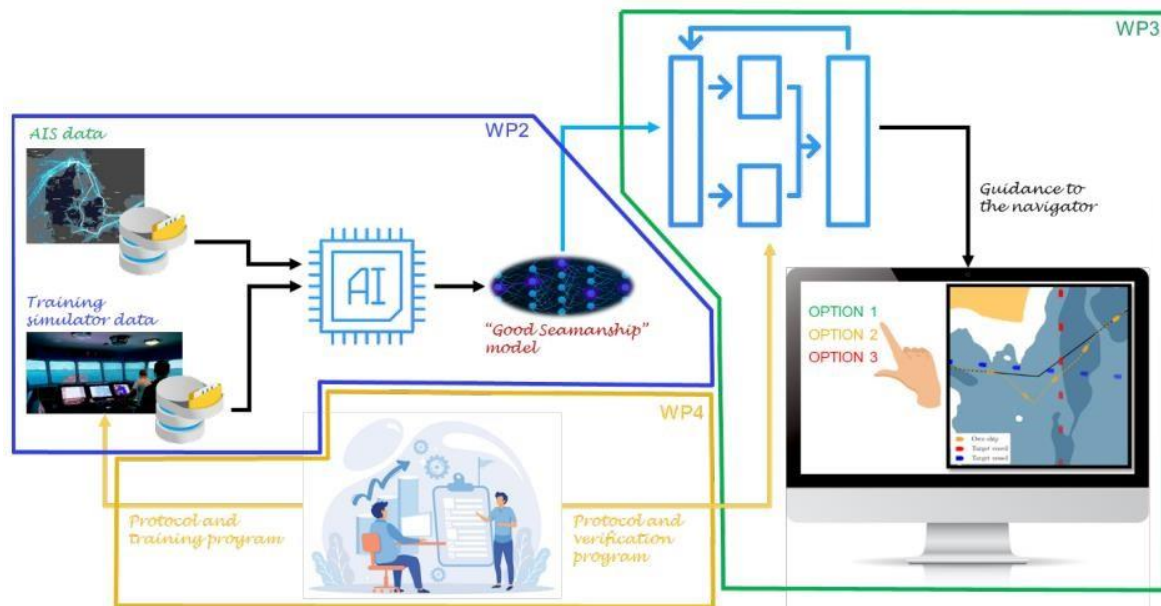 WP3
WP2
AIS data
Training
simulator data
AI
"Good Seamanship"
model
Guidance to
the navigator
OPTION 1
OPTION 2
OPTION 3
Own ship
Target vessel
Target vessel
WP4
Protocol and
training program
Protocol and
verification
program